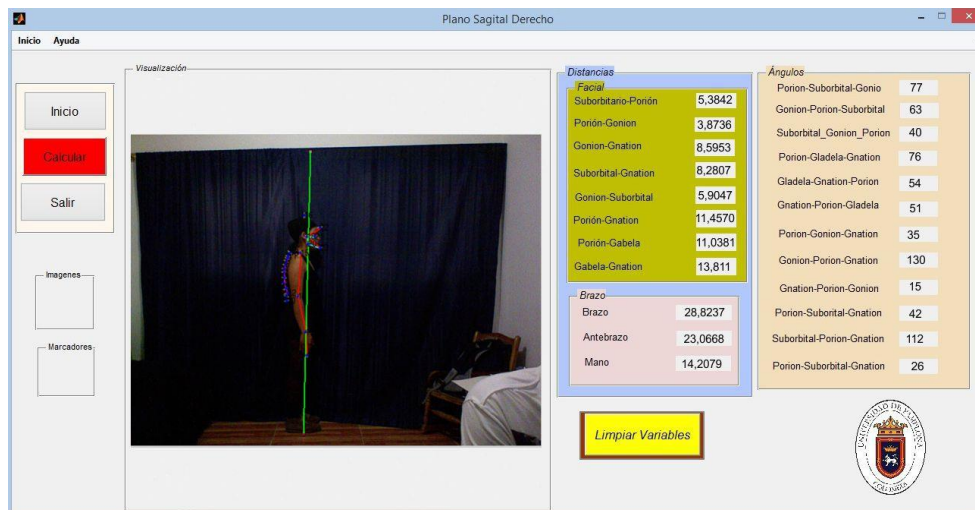 Plano Sagital Derecho
Inicio Ayuda
Inicio
Calcular
Salir
Imagenes
Marcadores
Visualización
Distancias
Facial
Suborbitario-Porión 5,3842
Porión-Gonion 3,8736
Gonion-Gnation 8,5953
Suborbital-Gnation 8,2807
Gonion-Suborbital 5,9047
Porión-Gnation 11,4570
Porión-Gabela 11,0381
Gabela-Gnation 13,811
Brazo
Brazo 28,8237
Antebrazo 23,0668
Mano 14,2079
Limpiar Variables
Ángulos
Porion-Suborbital-Gonio 77
Gonion-Porion-Suborbital 63
Suborbital_Gonion_Porion 40
Porion-Gladela-Gnation 76
Gladela-Gnation-Porion 54
Gnation-Porion-Gladela 51
Porion-Gonion-Gnation 35
Gonion-Porion-Gnation 130
Gnation-Porion-Gonion 15
Porion-Suborital-Gnation 42
Suborbital-Porion-Gnation 112
Porion-Suborbital-Gnation 26
UNIVERSIDAD DE PAMPLONA
COLOMBIA